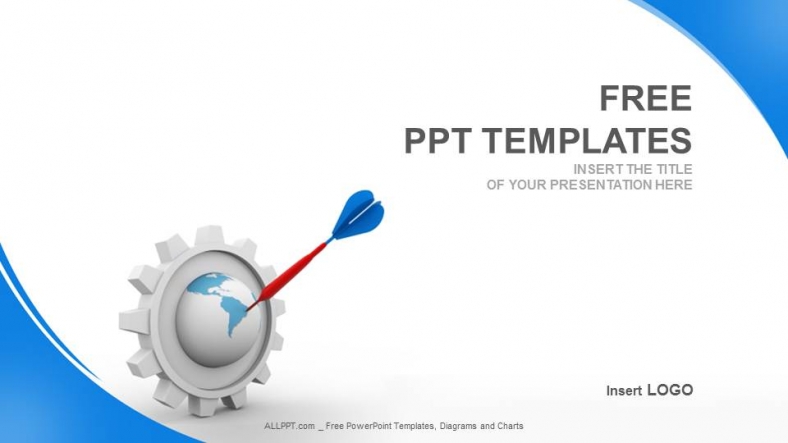 FREE
PPT TEMPLATES
INSERT THE TITLE
OF YOUR PRESENTATION HERE
Insert LOGO
ALLPPT.com _ Free PowerPoint Templates, Diagrams and Charts